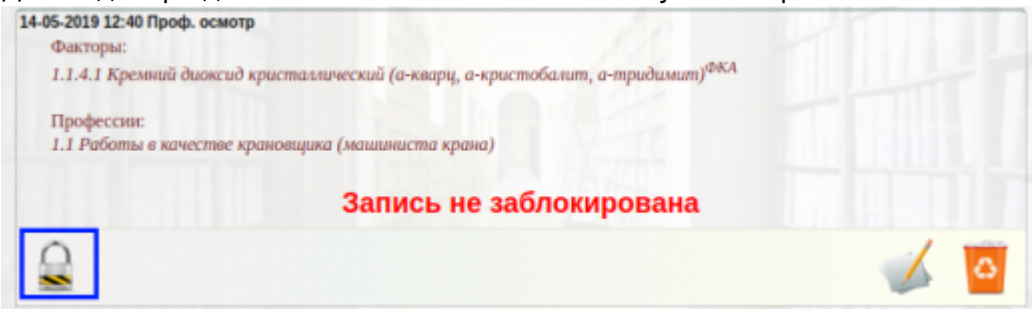 14-05-2019 12:40 Проф. осмотр
Факторы:
1.1.4.1 Кремний диоксид кристаллический (а-кварц, а-кристобалит, а-тридимит)ФКА
Профессии:
1.1 Работы в качестве крановщика (машиниста крана)
Запись не заблокирована